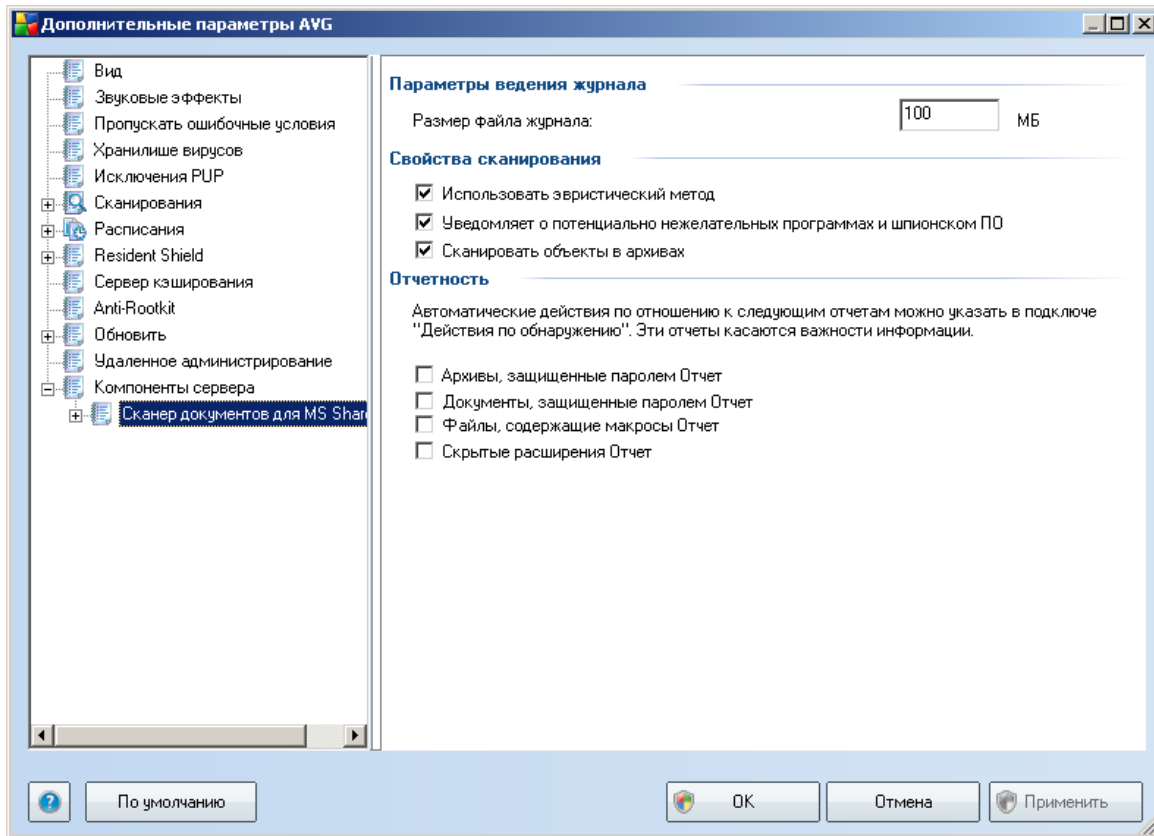 Дополнительные параметры AVG
Вид
Звуковые эффекты
Пропускать ошибочные условия
Хранилише вирусов
Исключения PUP
Сканирования
Расписания
Resident Shield
Сервер кэширования
Anti-Rootkit
Обновить
Удаленное администрирование
Компоненты сервера
Сканер документов для MS Shar
Параметры ведения журнала
Размер файла журнала: 100 МБ
Свойства сканирования
Использовать эвристический метод
Уведомляет о потенциально нежелательных программах и шпионском ПО
Сканировать объекты в архивах
Отчетность
Автоматические действия по отношению к следующим отчетам можно указать в подключе
"Действия по обнаружению". Эти отчеты касаются важности информации.
Архивы, защищенные паролем Отчет
Документы, защищенные паролем Отчет
Файлы, содержащие макросы Отчет
Скрытые расширения Отчет
По умолчанию
OK
Отмена
Применить